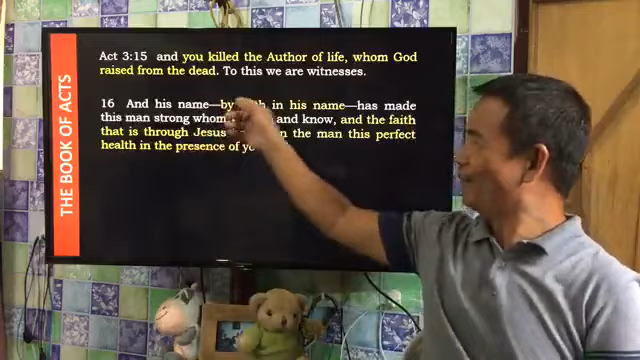 THE BOOK OF ACTS
Act 3:15 and you killed the Author of life, whom God
raised from the dead. To this we are witnesses.
16 And his name—by in his name—has made
this man strong whom and know, and the faith
that is through Jesus the man this perfect
health in the presence of